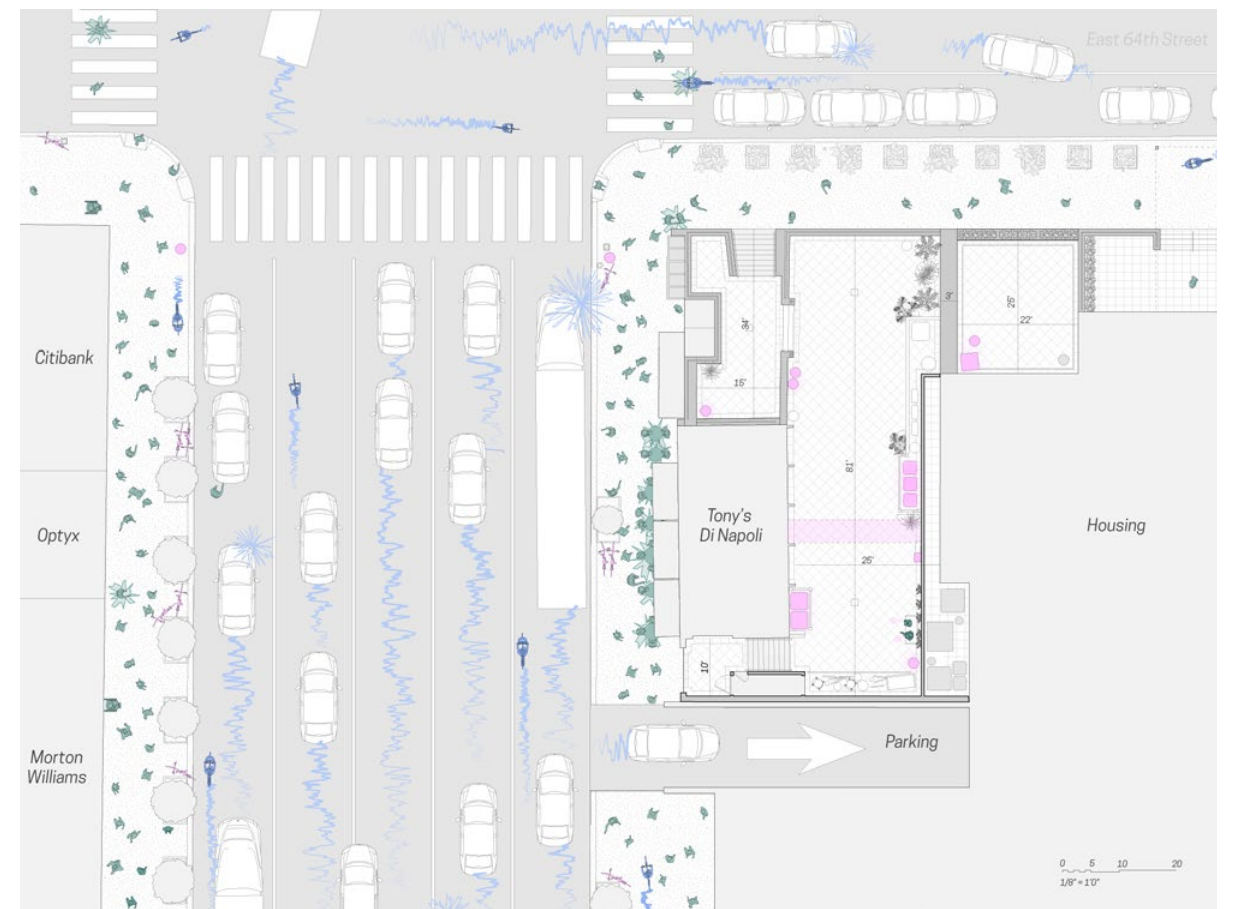 East 64th Street
Citibank
34'
9'
25'
22'
15'
81'
Optyx
Tony's
Di Napoli
Housing
25'
10'
Parking
Morton
Williams
0 5 10 20
1/8" = 1'0"